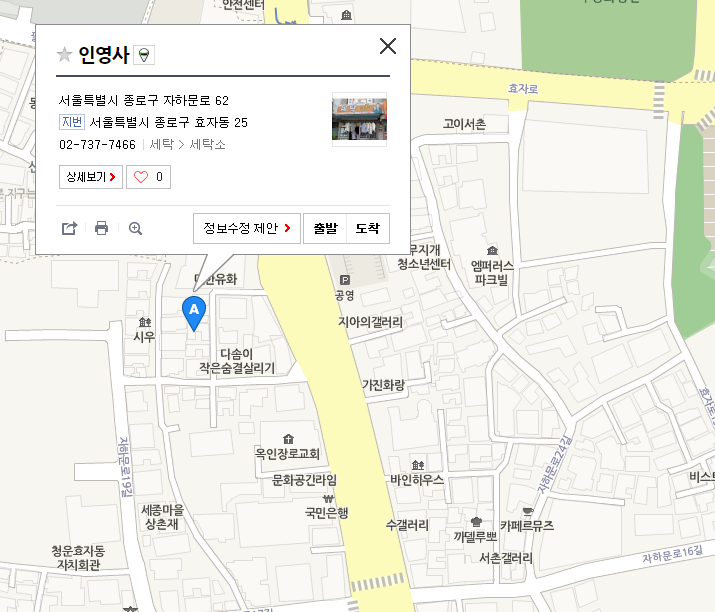 안전센터
인영사
서울특별시 종로구 자하문로 62
지번 서울특별시 종로구 효자동 25
02-737-7466 세탁 > 세탁소
상세보기
0
정보수정 제안
출발
도착
효자로
고이서촌
무지개
청소년센터
엠퍼러스
파크빌
공영
지아의갤러리
A
시우
다솜이
작은숨결살리기
가진화랑
옥인장로교회
문화공간라임
국민은행
바인하우스
수갤러리
까델루뽀
카페르뮤즈
서촌갤러리
자하문로24길
자하문로16길
자하문로19길
세종마을
상촌재
청운효자동
자치회관